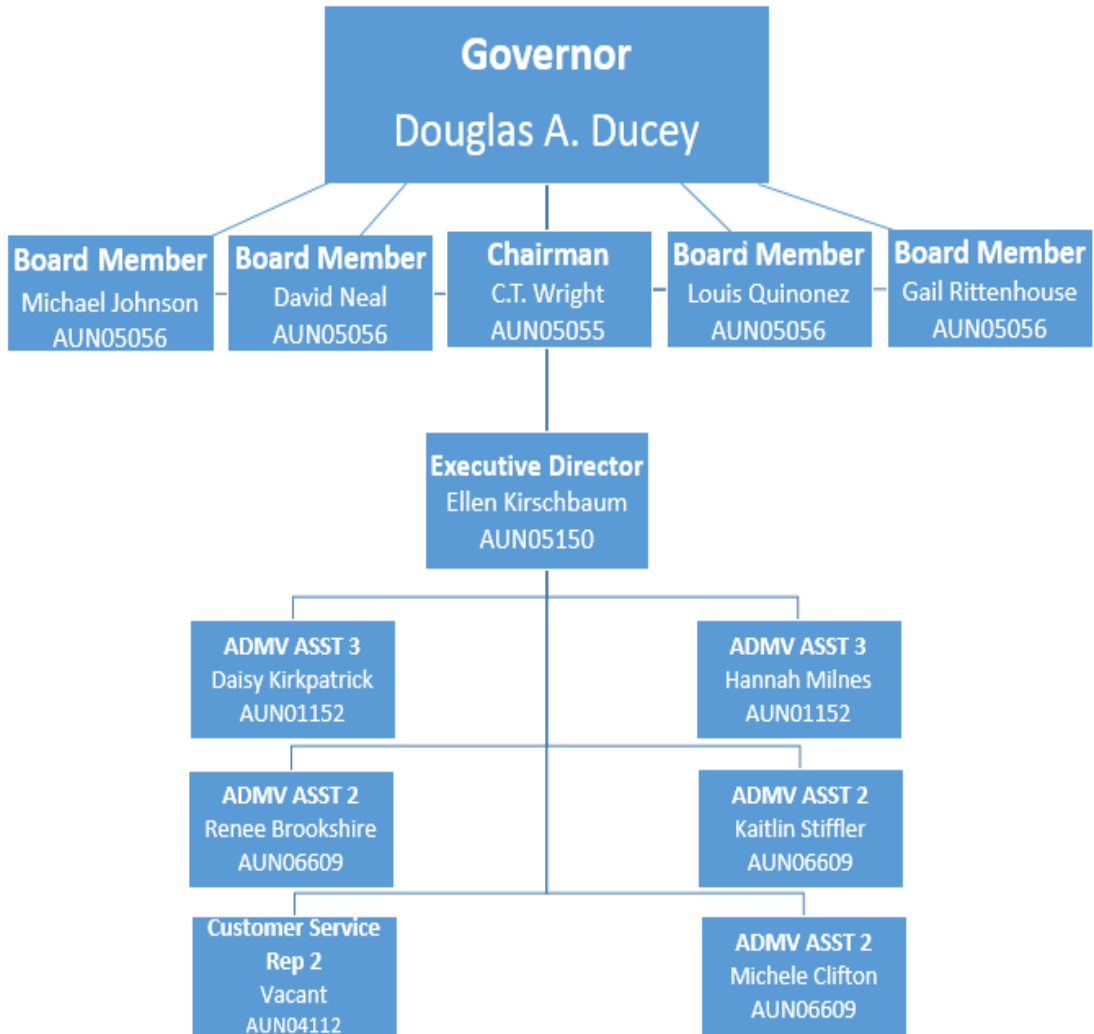 Governor
Douglas A. Ducey
Board Member
Michael Johnson
AUN05056
Board Member
David Neal
AUN05056
Chairman
C.T. Wright
AUN05055
Board Member
Louis Quinonez
AUN05056
Board Member
Gail Rittenhouse
AUN05056
Executive Director
Ellen Kirschbaum
AUN05150
ADMV ASST 3
Daisy Kirkpatrick
AUN01152
ADMV ASST 3
Hannah Milnes
AUN01152
ADMV ASST 2
Renee Brookshire
AUN06609
ADMV ASST 2
Kaitlin Stiffler
AUN06609
Customer Service
Rep 2
Vacant
AUN04112
ADMV ASST 2
Michele Clifton
AUN06609